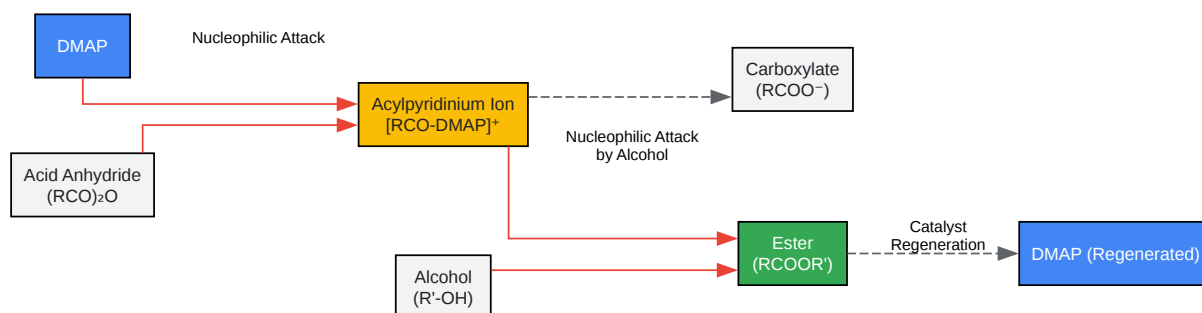 DMAP
Nucleophilic Attack
Carboxylate
(RCOO⁻)
Acylpyridinium Ion
[RCO-DMAP]⁺
Nucleophilic Attack
by Alcohol
Acid Anhydride
(RCO)₂O
Ester
(RCOOR')
Catalyst
Regeneration
DMAP (Regenerated)
Alcohol
(R'-OH)